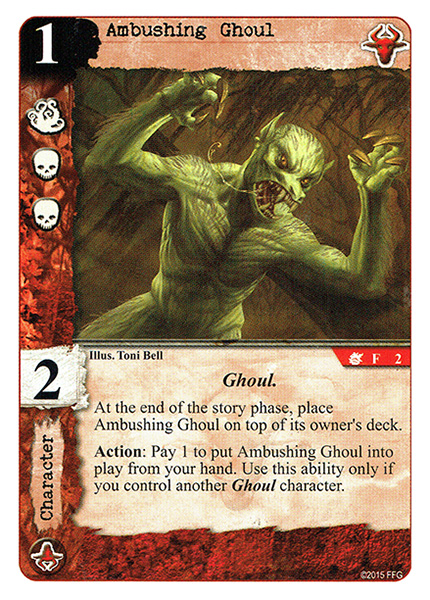 1
Ambushing Ghoul
Illus. Toni Bell
F 2
2
Character
Ghoul.
At the end of the story phase, place
Ambushing Ghoul on top of its owner's deck.
Action: Pay 1 to put Ambushing Ghoul into
play from your hand. Use this ability only if
you control another Ghoul character.
©2015 FFG